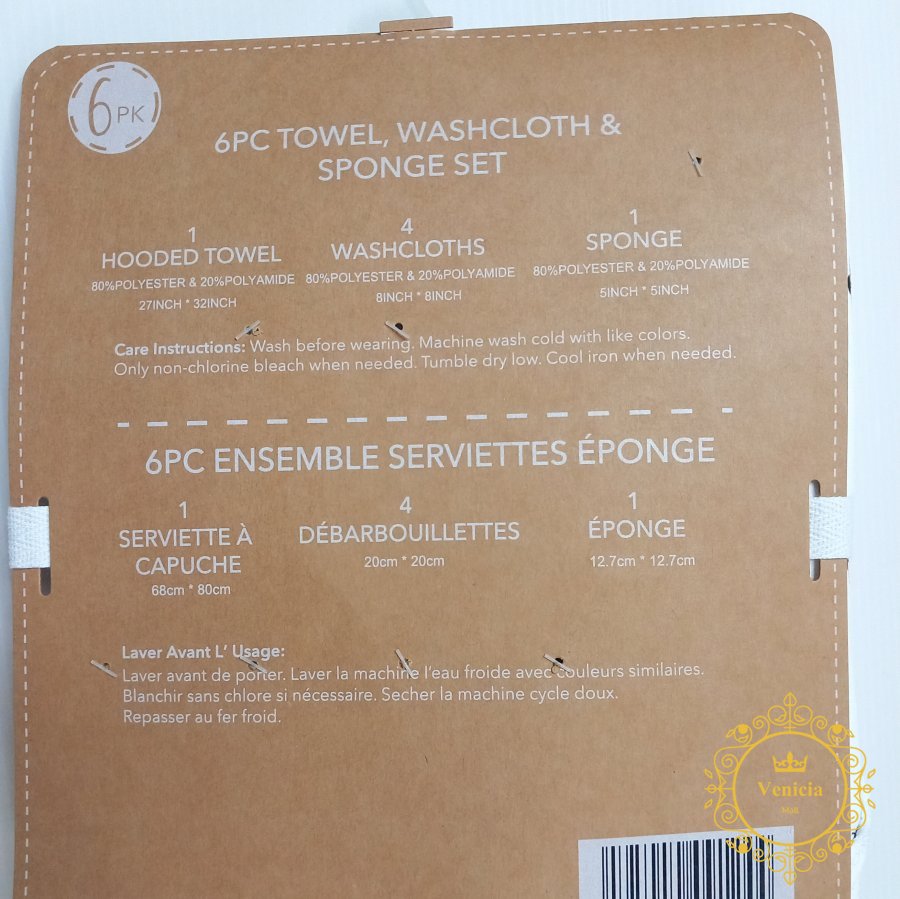 6PK
6PC TOWEL, WASHCLOTH &
SPONGE SET
1
HOODED TOWEL
80%POLYESTER & 20%POLYAMIDE
27INCH * 32INCH
4
WASHCLOTHS
80%POLYESTER & 20%POLYAMIDE
8INCH * 8INCH
1
SPONGE
80%POLYESTER & 20%POLYAMIDE
5INCH * 5INCH
Care Instructions: Wash before wearing. Machine wash cold with like colors.
Only non-chlorine bleach when needed. Tumble dry low. Cool iron when needed.
6PC ENSEMBLE SERVIETTES ÉPONGE
1
SERVIETTE À
CAPUCHE
68cm * 80cm
4
DÉBARBOUILLETTES
20cm * 20cm
1
ÉPONGE
12.7cm * 12.7cm
Laver Avant L' Usage:
Laver avant de porter. Laver la machine l'eau froide avec couleurs similaires.
Blanchir sans chlore si nécessaire. Secher la machine cycle doux.
Repasser au fer froid.
Venicia
Mall